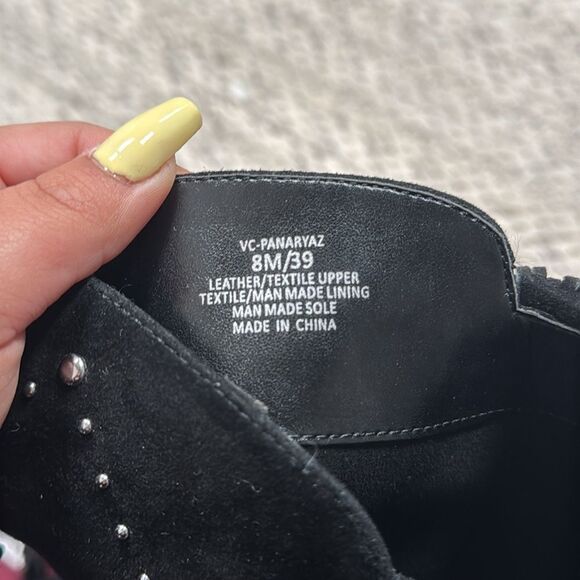 VC-PANARYAZ
8M/39
LEATHER/TEXTILE UPPER
TEXTILE/MAN MADE LINING
MAN MADE SOLE
MADE IN CHINA